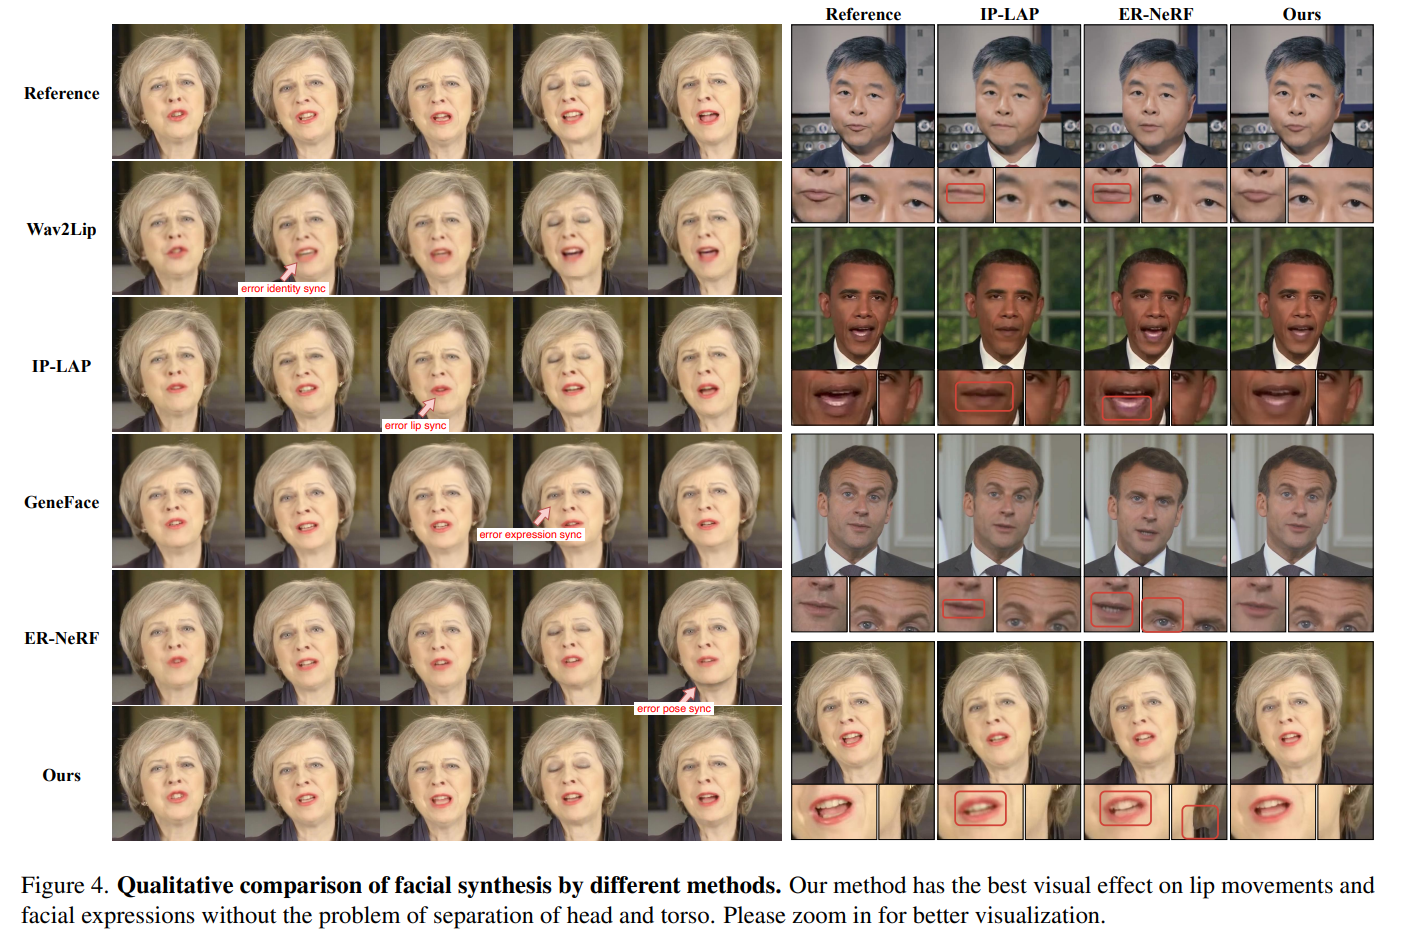 Reference
Wav2Lip
error identity sync
IP-LAP
error lip sync
GeneFace
error expression sync
ER-NeRF
error pose sync
Ours
Reference IP-LAP ER-NeRF Ours
Figure 4. Qualitative comparison of facial synthesis by different methods. Our method has the best visual effect on lip movements and
facial expressions without the problem of separation of head and torso. Please zoom in for better visualization.